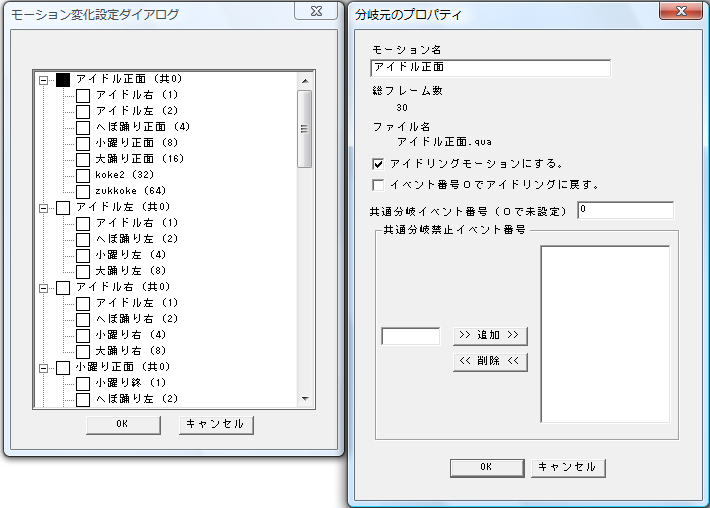 モーション変化設定ダイアログ
アイドル正面 (共0)
アイドル右 (1)
アイドル左 (2)
へぼ踊り正面 (4)
小躍り正面 (8)
大踊り正面 (16)
koke2 (32)
zukkoke (64)
アイドル左 (共0)
アイドル右 (1)
へぼ踊り左 (2)
小躍り左 (4)
大踊り左 (8)
アイドル右 (共0)
アイドル左 (1)
へぼ踊り右 (2)
小躍り右 (4)
大踊り右 (8)
小躍り正面 (共0)
小躍り終 (1)
へぼ踊り左 (2)
OK
キャンセル
分岐元のプロパティ
モーション名
アイドル正面
総フレーム数
30
ファイル名
アイドル正面.qua
アイドリングモーションにする。
イベント番号0でアイドリングに戻す。
共通分岐イベント番号(0で未設定)
0
共通分岐禁止イベント番号
>> 追加 >>
<< 削除 <<
OK
キャンセル